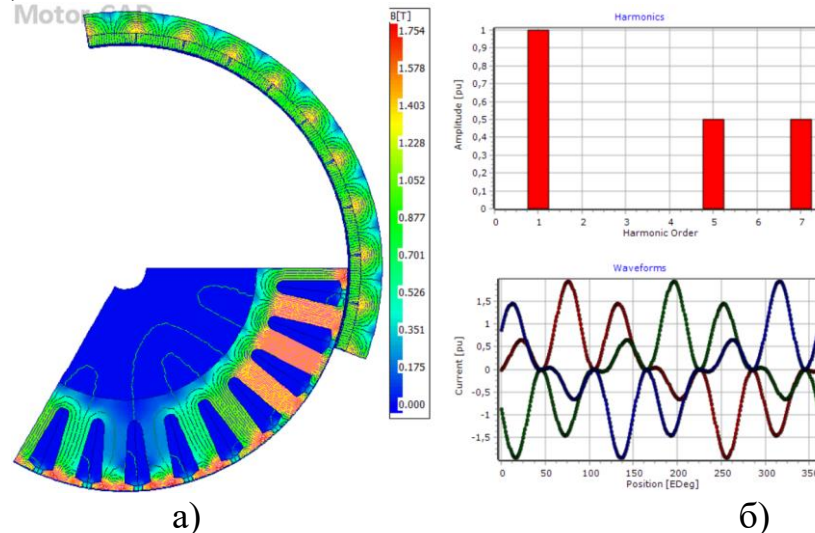 Motor-CAD
B[T]
1.754
1.578
1.403
1.228
1.052
0.877
0.701
0.526
0.351
0.175
0.000
Harmonics
Amplitude [pu]
1
0,9
0,8
0,7
0,6
0,5
0,4
0,3
0,2
0,1
0
0 1 2 3 4 5 6 7
Harmonic Order
Waveforms
Current [pu]
1,5
1
0,5
0
-0,5
-1
-1,5
0 50 100 150 200 250 300
Position [EDeg]
а)
б)